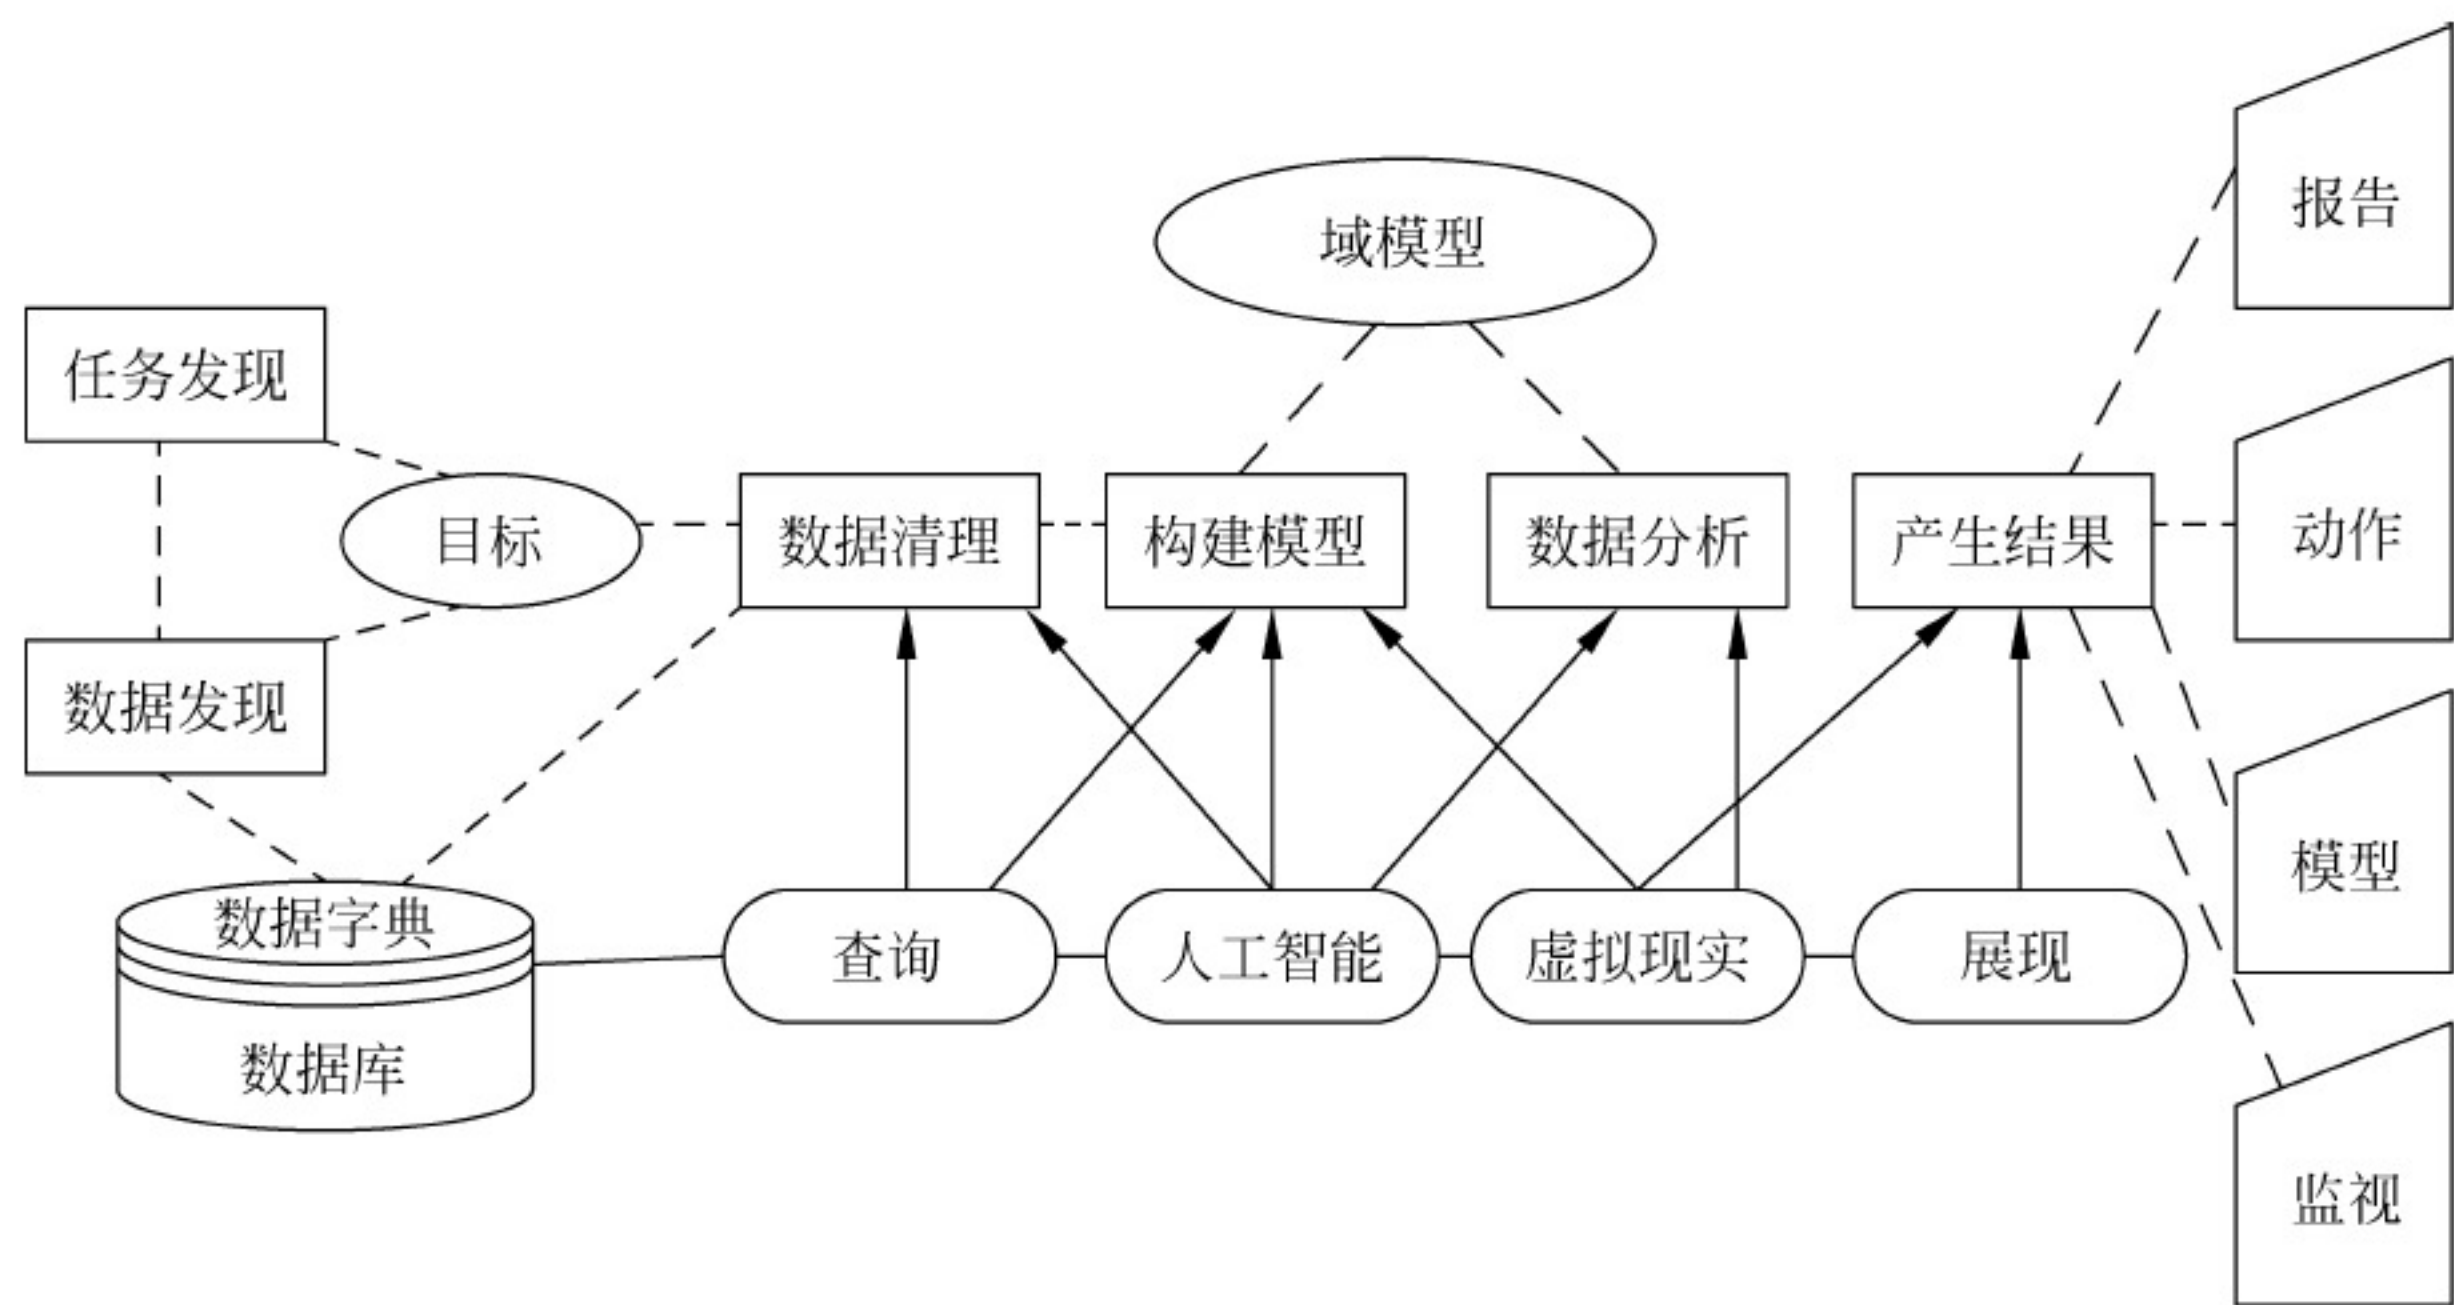 报告
域模型
任务发现
目标
数据清理
构建模型
数据分析
产生结果
动作
数据发现
模型
数据字典
查询
人工智能
虚拟现实
展现
数据库
监视